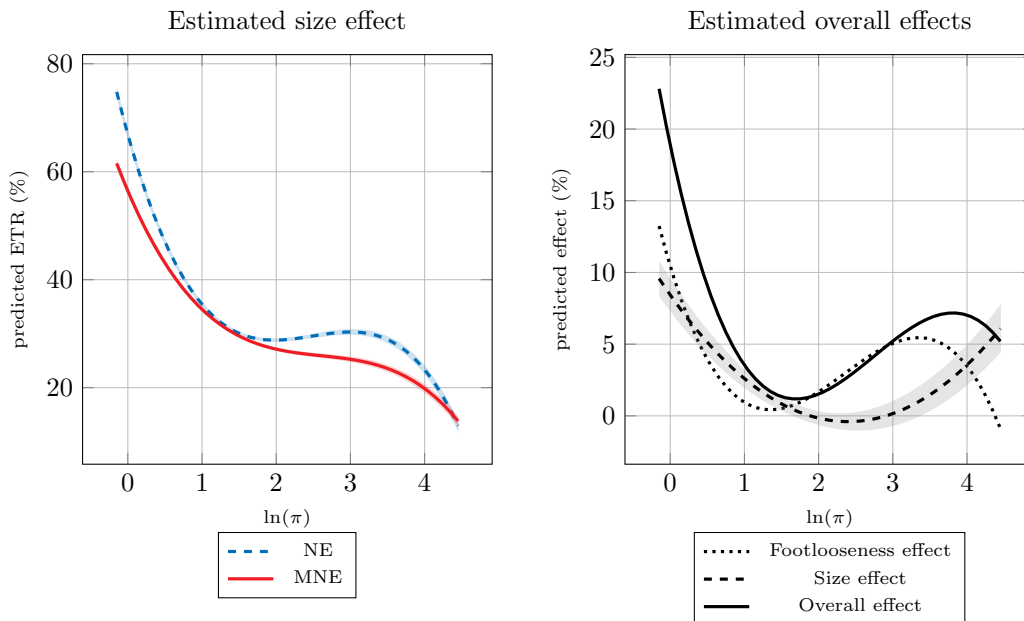 Estimated size effect
predicted ETR (%)
80
60
40
20
0 1 2 3 4
ln(π)
NE
MNE
Estimated overall effects
predicted effect (%)
25
20
15
10
5
0
0 1 2 3 4
ln(π)
Footlooseness effect
Size effect
Overall effect